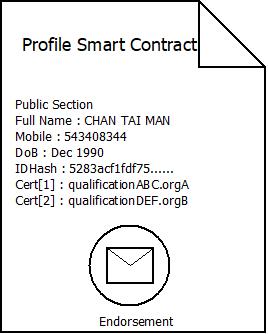 Profile Smart Contract
Public Section
Full Name : CHAN TAI MAN
Mobile : 543408344
DoB : Dec 1990
IDHash : 5283acf1fdf75......
Cert[1] : qualificationABC.orgA
Cert[2] : qualificationDEF.orgB
Endorsement